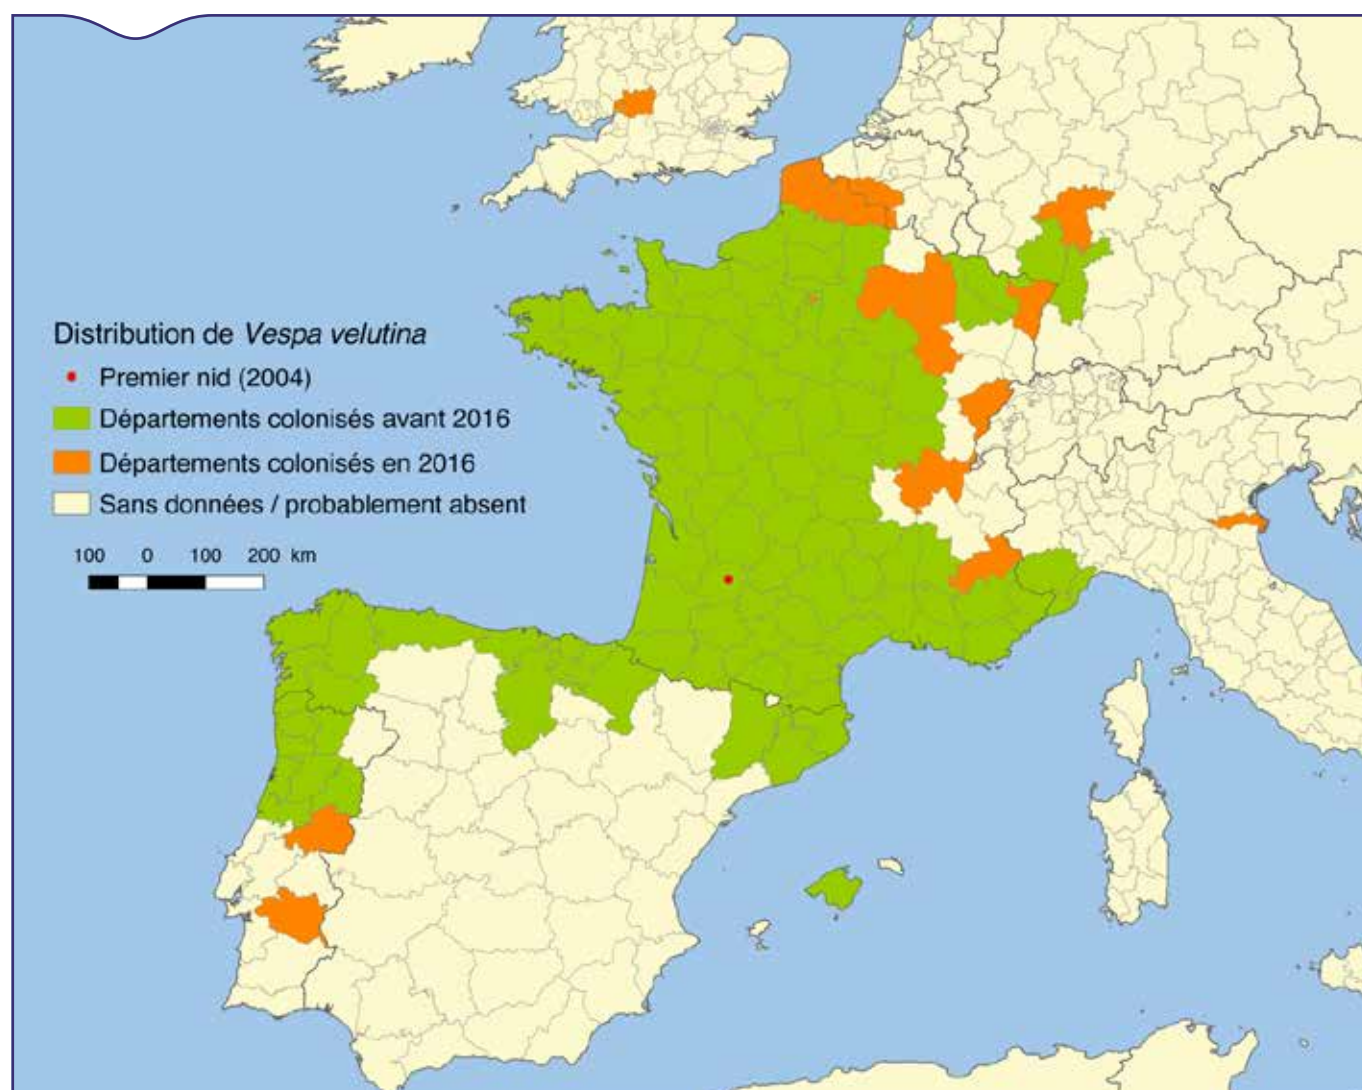 Distribution de Vespa velutina
Premier nid (2004)
Départements colonisés avant 2016
Départements colonisés en 2016
Sans données / probablement absent
100 0 100 200 km